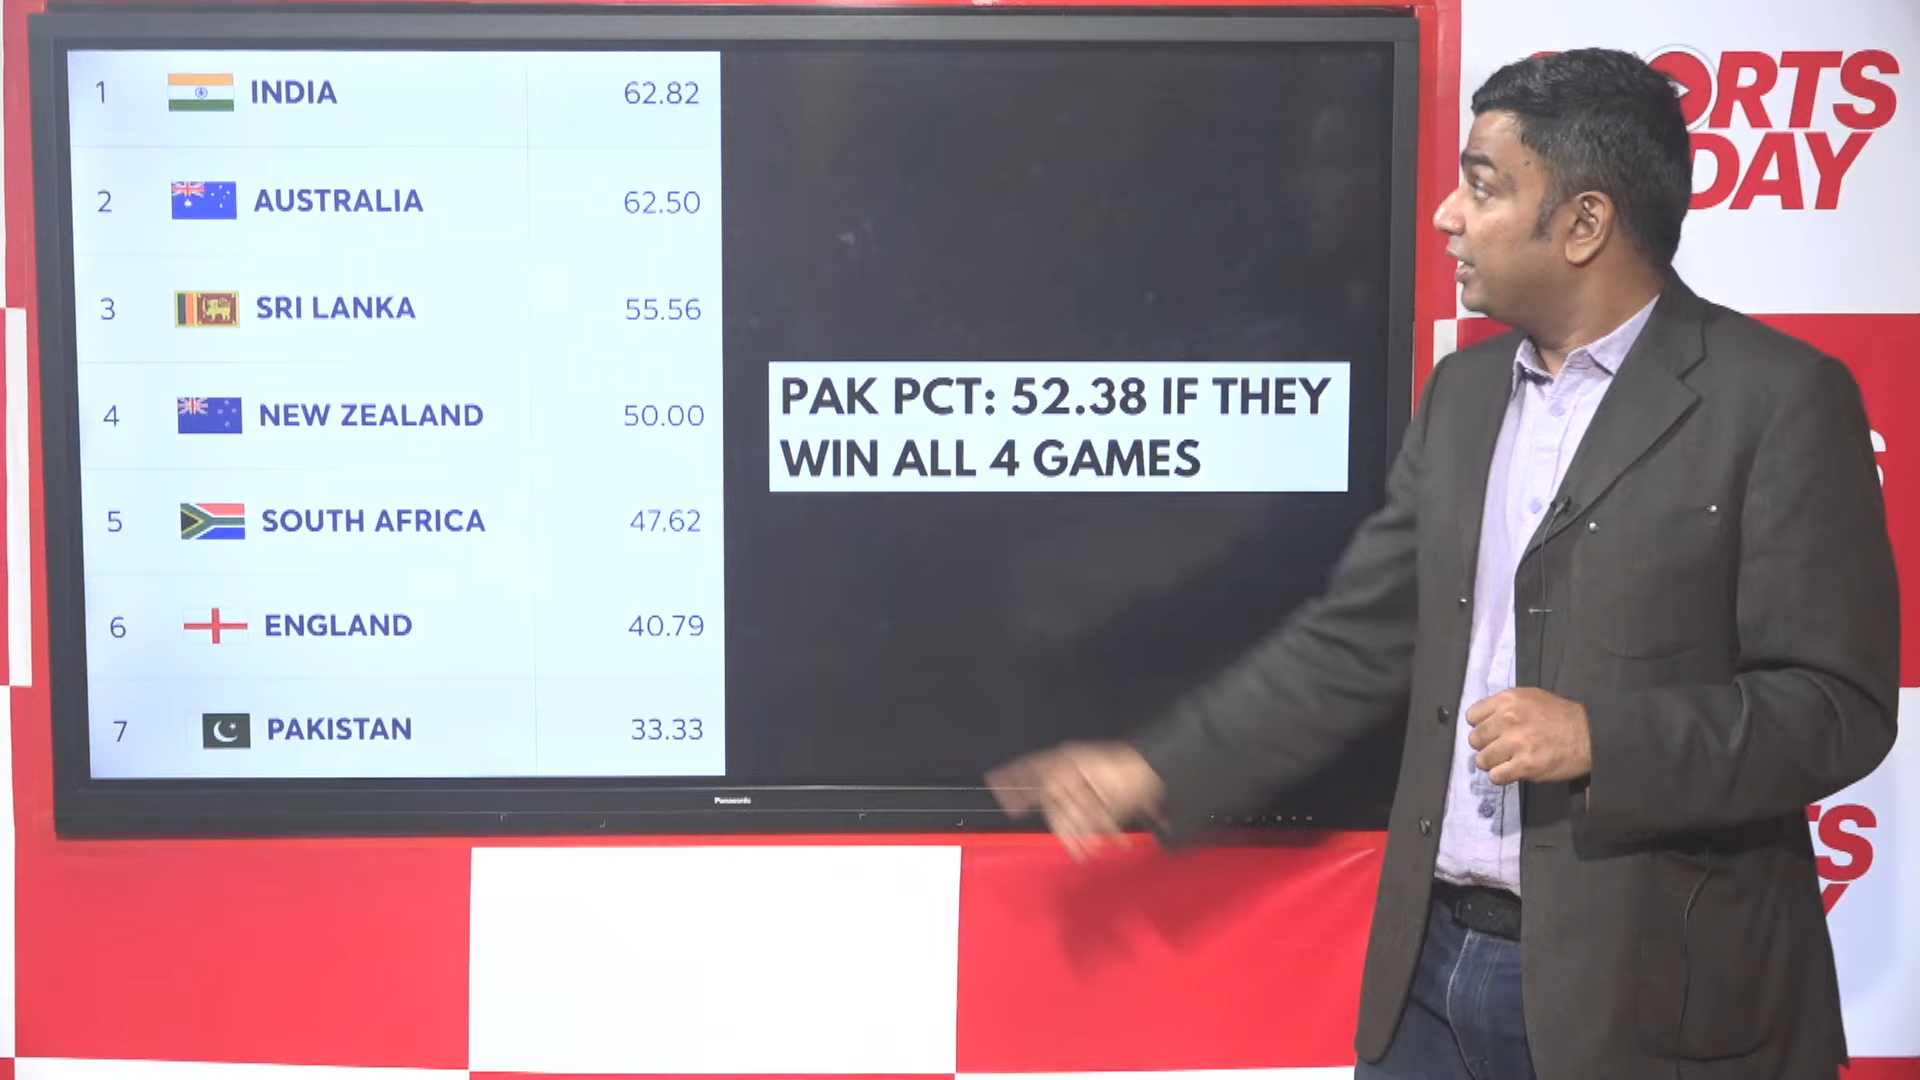 1 INDIA 62.82
2 AUSTRALIA 62.50
3 SRI LANKA 55.56
4 NEW ZEALAND 50.00
5 SOUTH AFRICA 47.62
6 ENGLAND 40.79
7 PAKISTAN 33.33
PAK PCT: 52.38 IF THEY
WIN ALL 4 GAMES
Panasonic
ORTS
DAY
S
TS